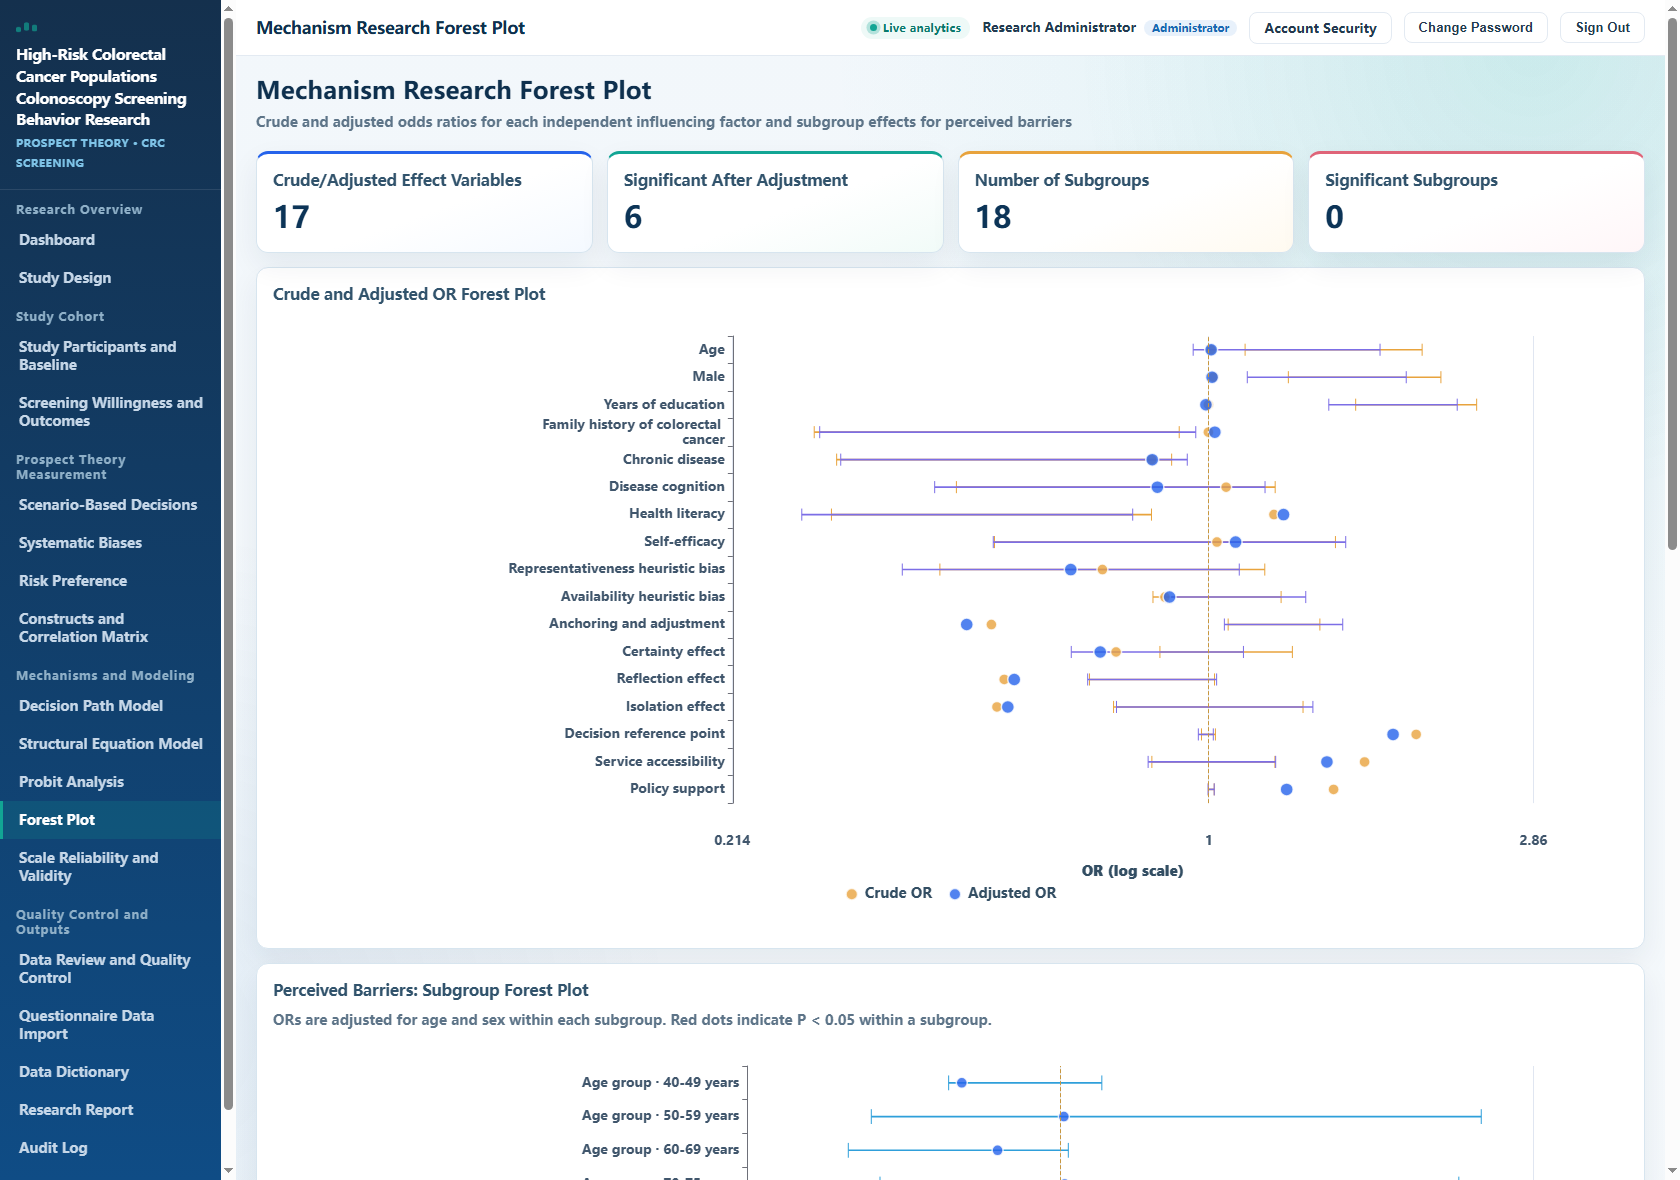 High-Risk Colorectal
Cancer Populations
Colonoscopy Screening
Behavior Research
PROSPECT THEORY • CRC
SCREENING
Research Overview
Dashboard
Study Design
Study Cohort
Study Participants and
Baseline
Screening Willingness and
Outcomes
Prospect Theory
Measurement
Scenario-Based Decisions
Systematic Biases
Risk Preference
Constructs and
Correlation Matrix
Mechanisms and Modeling
Decision Path Model
Structural Equation Model
Probit Analysis
Forest Plot
Scale Reliability and
Validity
Quality Control and
Outputs
Data Review and Quality
Control
Questionnaire Data
Import
Data Dictionary
Research Report
Audit Log
Mechanism Research Forest Plot
Live analytics
Research Administrator
Administrator
Account Security
Change Password
Sign Out
Mechanism Research Forest Plot
Crude and adjusted odds ratios for each independent influencing factor and subgroup effects for perceived barriers
Crude/Adjusted Effect Variables
17
Significant After Adjustment
6
Number of Subgroups
18
Significant Subgroups
0
Crude and Adjusted OR Forest Plot
Age
Male
Years of education
Family history of colorectal
cancer
Chronic disease
Disease cognition
Health literacy
Self-efficacy
Representativeness heuristic bias
Availability heuristic bias
Anchoring and adjustment
Certainty effect
Reflection effect
Isolation effect
Decision reference point
Service accessibility
Policy support
0.214
1
2.86
OR (log scale)
Crude OR
Adjusted OR
Perceived Barriers: Subgroup Forest Plot
ORs are adjusted for age and sex within each subgroup. Red dots indicate P < 0.05 within a subgroup.
Age group · 40-49 years
Age group · 50-59 years
Age group · 60-69 years